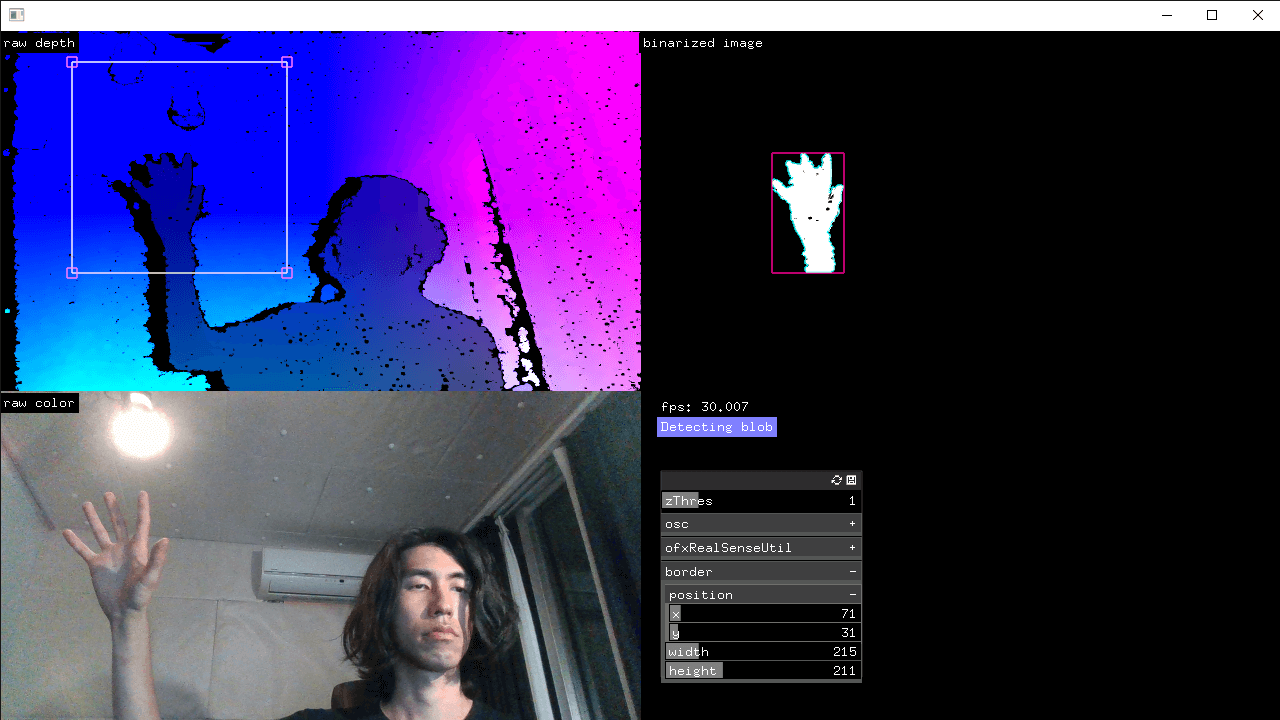 raw depth
binarized image
raw color
fps: 30.007
Detecting blob
zThres 1
osc +
ofxRealSenseUtil +
border -
position -
x 71
y 31
width 215
height 211